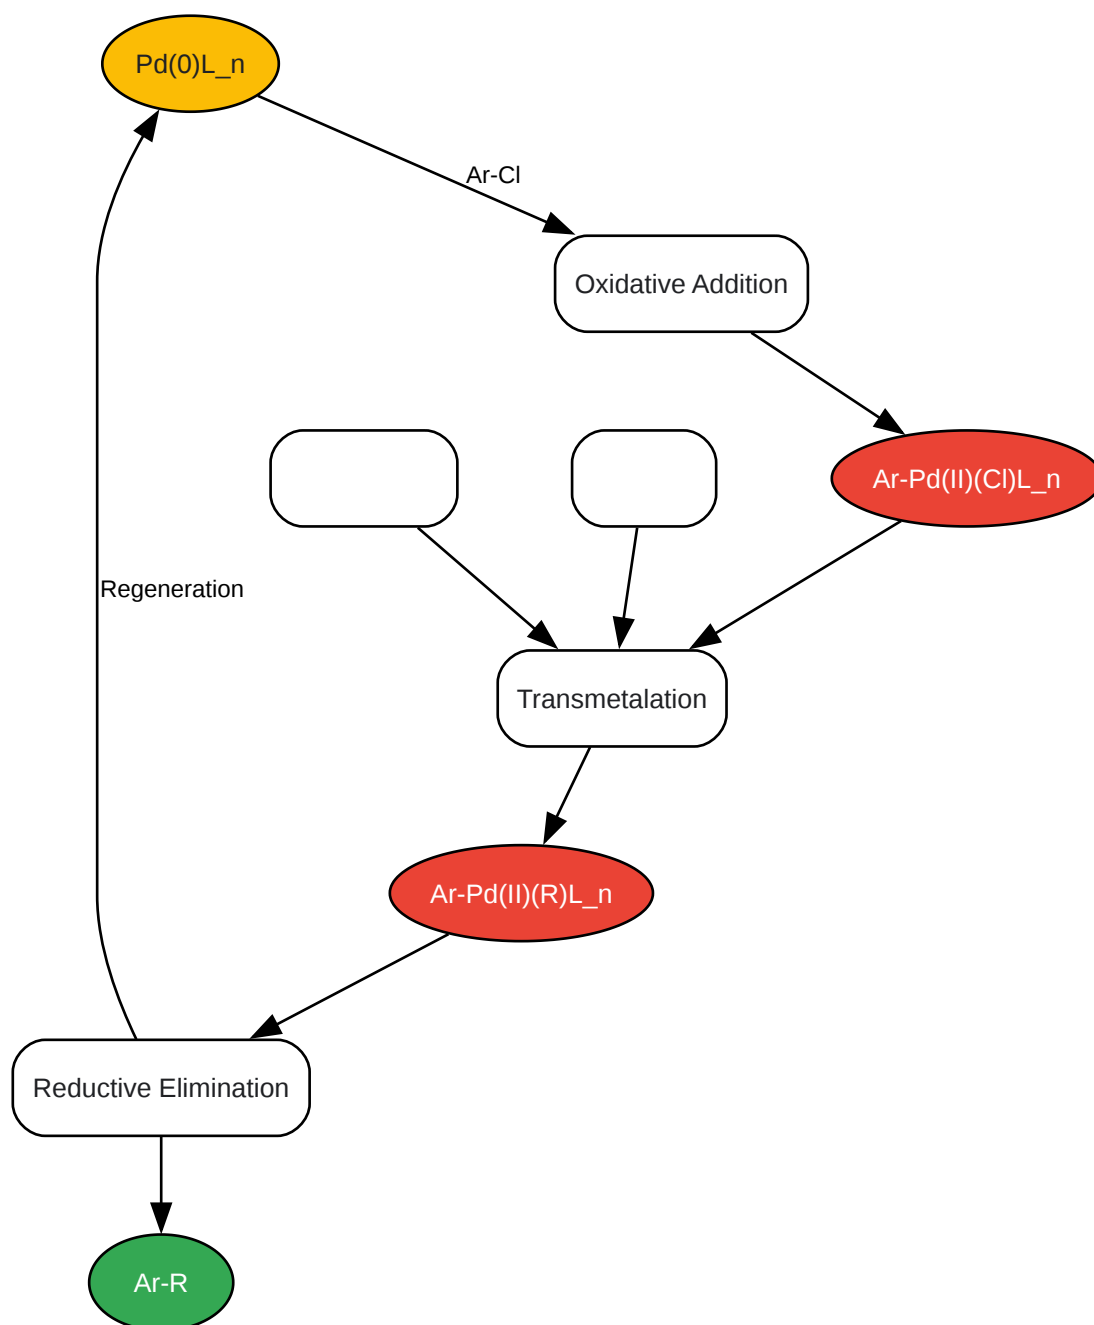 Pd(0)L_n
Ar-Cl
Oxidative Addition
Ar-Pd(II)(Cl)L_n
Regeneration
Transmetalation
Ar-Pd(II)(R)L_n
Reductive Elimination
Ar-R